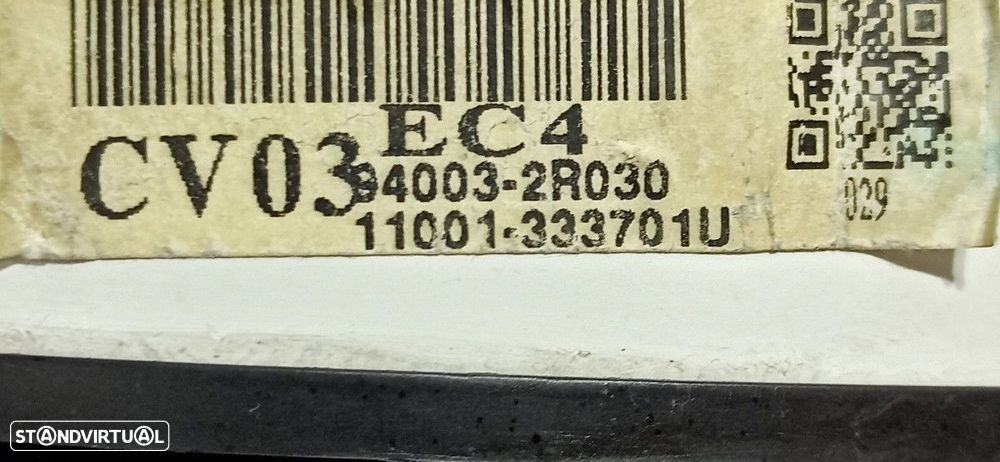 EC4
CV03
94003-2R030
11001-333701U
029
STANDVIRTUAL